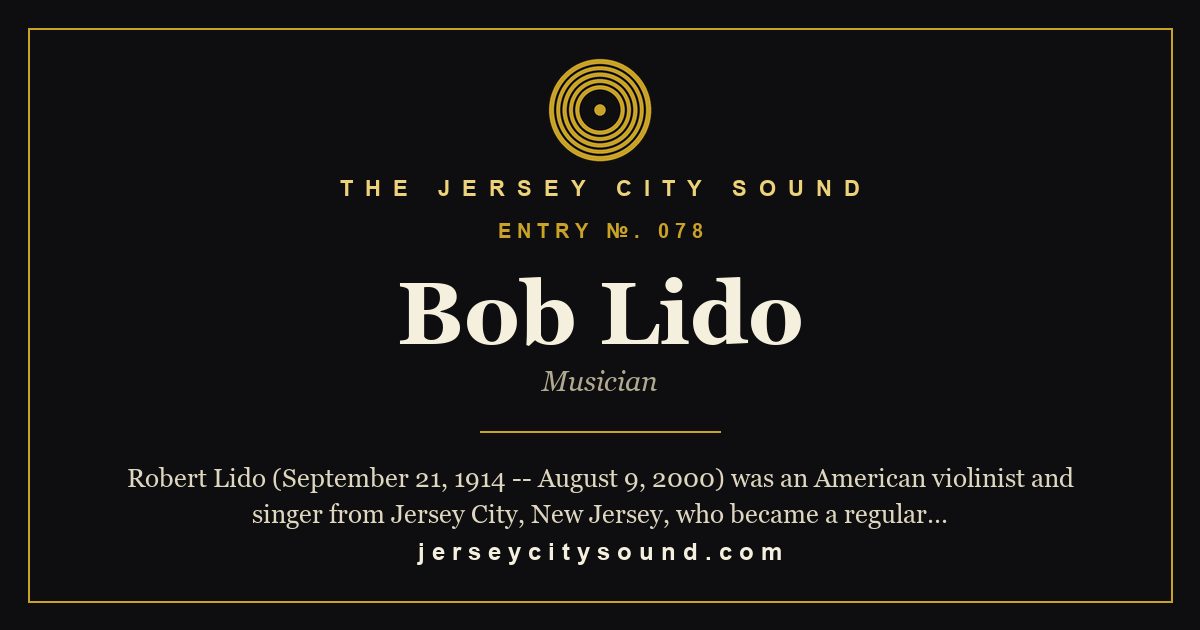 THE JERSEY CITY SOUND
ENTRY №. 078
Bob Lido
Musician
Robert Lido (September 21, 1914 -- August 9, 2000) was an American violinist and
singer from Jersey City, New Jersey, who became a regular...
jerseycitysound.com